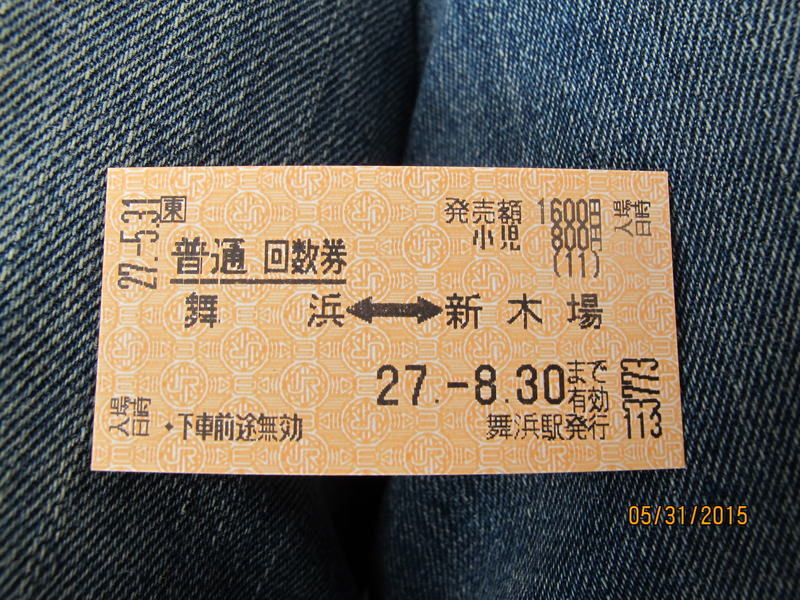 27.-5.31
東
発売額 1600円
小児 800円
(11)
入場日時
普通 回数券
舞浜↔新木場
27.-8.30まで有効
3773
入場日時
・下車前途無効
舞浜駅発行 113
05/31/2015